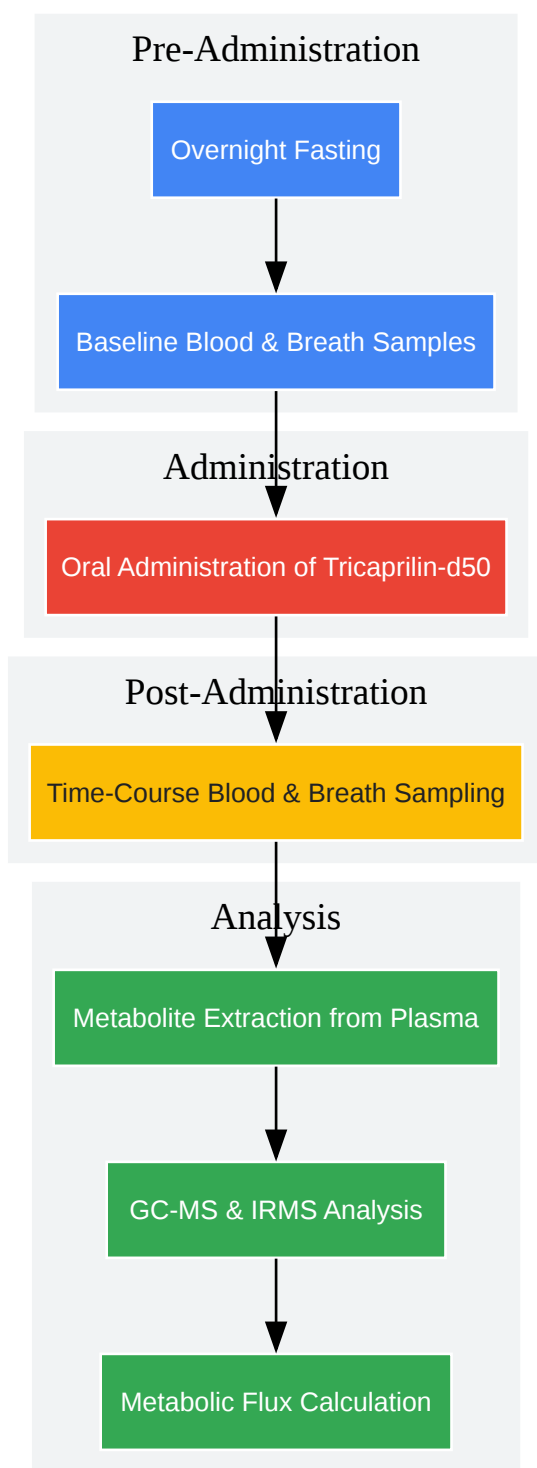 Pre-Administration
Overnight Fasting
Baseline Blood & Breath Samples
Administration
Oral Administration of Tricaprilin-d50
Post-Administration
Time-Course Blood & Breath Sampling
Analysis
Metabolite Extraction from Plasma
GC-MS & IRMS Analysis
Metabolic Flux Calculation